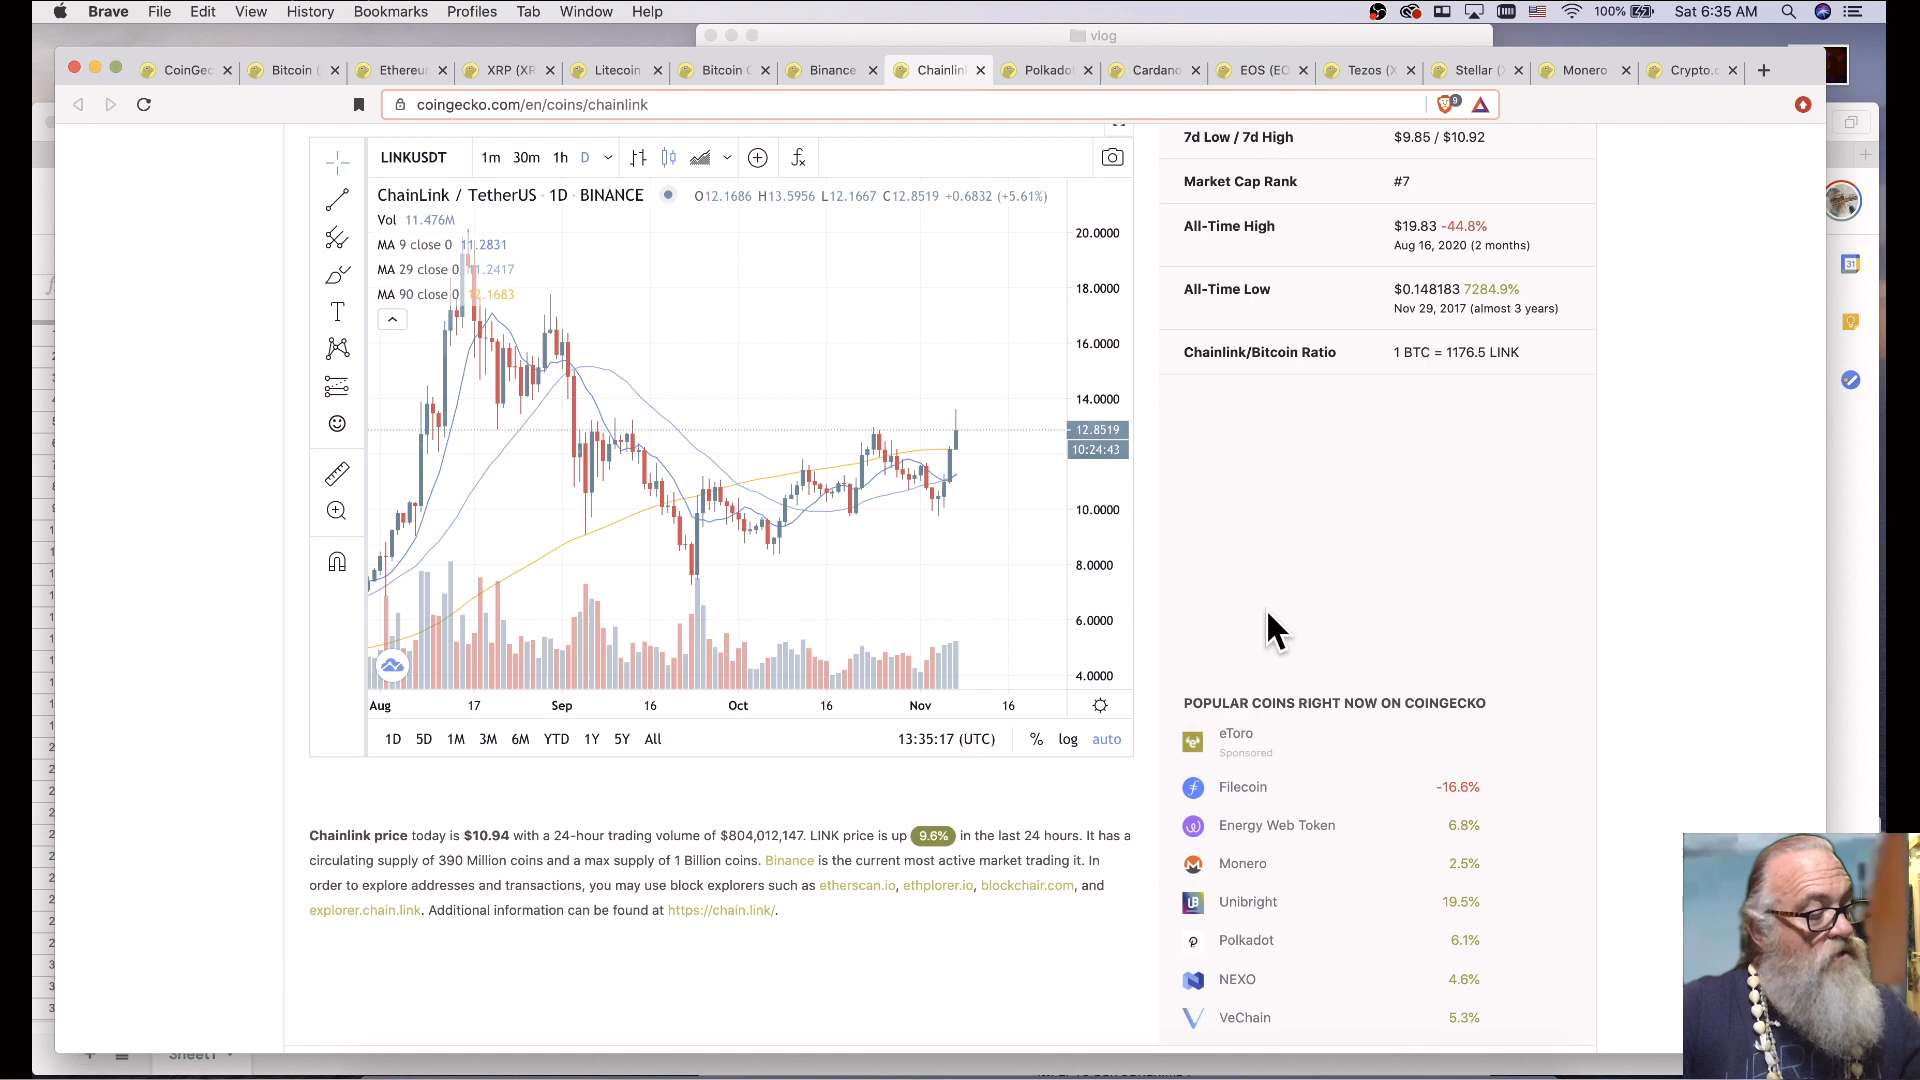 Brave File Edit View History Bookmarks Profiles Tab Window Help
100% Sat 6:35 AM
vlog
CoinGec Bitcoin ( Ethereur XRP (XR Litecoin Bitcoin C Binance Chainlin Polkadot Cardano EOS (EO Tezos (X Stellar ( Monero Crypto.c
coingecko.com/en/coins/chainlink
9
LINKUSDT 1m 30m 1h D
ChainLink / TetherUS · 1D · BINANCE O12.1686 H13.5956 L12.1667 C12.8519 +0.6832 (+5.61%)
Vol 11.476M
MA 9 close 0 11.2831
MA 29 close 0 11.2417
MA 90 close 0 12.1683
20.0000
18.0000
16.0000
14.0000
12.8519
10:24:43
10.0000
8.0000
6.0000
4.0000
Aug 17 Sep 16 Oct 16 Nov 16
1D 5D 1M 3M 6M YTD 1Y 5Y All 13:35:17 (UTC) % log auto
Chainlink price today is $10.94 with a 24-hour trading volume of $804,012,147. LINK price is up 9.6% in the last 24 hours. It has a
circulating supply of 390 Million coins and a max supply of 1 Billion coins. Binance is the current most active market trading it. In
order to explore addresses and transactions, you may use block explorers such as etherscan.io, ethplorer.io, blockchair.com, and
explorer.chain.link. Additional information can be found at https://chain.link/.
7d Low / 7d High $9.85 / $10.92
Market Cap Rank #7
All-Time High $19.83 -44.8%
Aug 16, 2020 (2 months)
All-Time Low $0.148183 7284.9%
Nov 29, 2017 (almost 3 years)
Chainlink/Bitcoin Ratio 1 BTC = 1176.5 LINK
POPULAR COINS RIGHT NOW ON COINGECKO
eToro
Sponsored
Filecoin -16.6%
Energy Web Token 6.8%
Monero 2.5%
Unibright 19.5%
Polkadot 6.1%
NEXO 4.6%
VeChain 5.3%
31
Sheet1